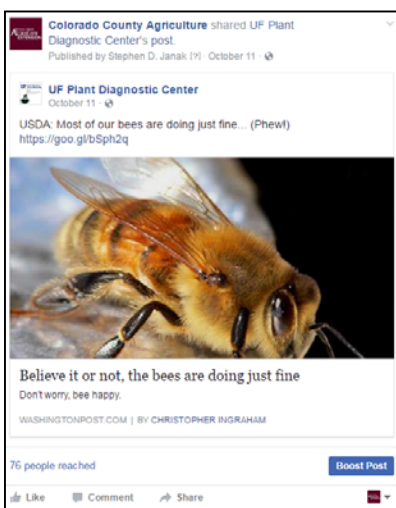 Colorado County Agriculture shared UF Plant
Diagnostic Center's post.
Published by Stephen D. Janak [?] · October 11 ·
UF Plant Diagnostic Center
October 11 ·
USDA: Most of our bees are doing just fine... (Phew!)
https://goo.gl/bSph2q
Believe it or not, the bees are doing just fine
Don't worry, bee happy.
WASHINGTONPOST.COM | BY CHRISTOPHER INGRAHAM
76 people reached
Boost Post
Like Comment Share